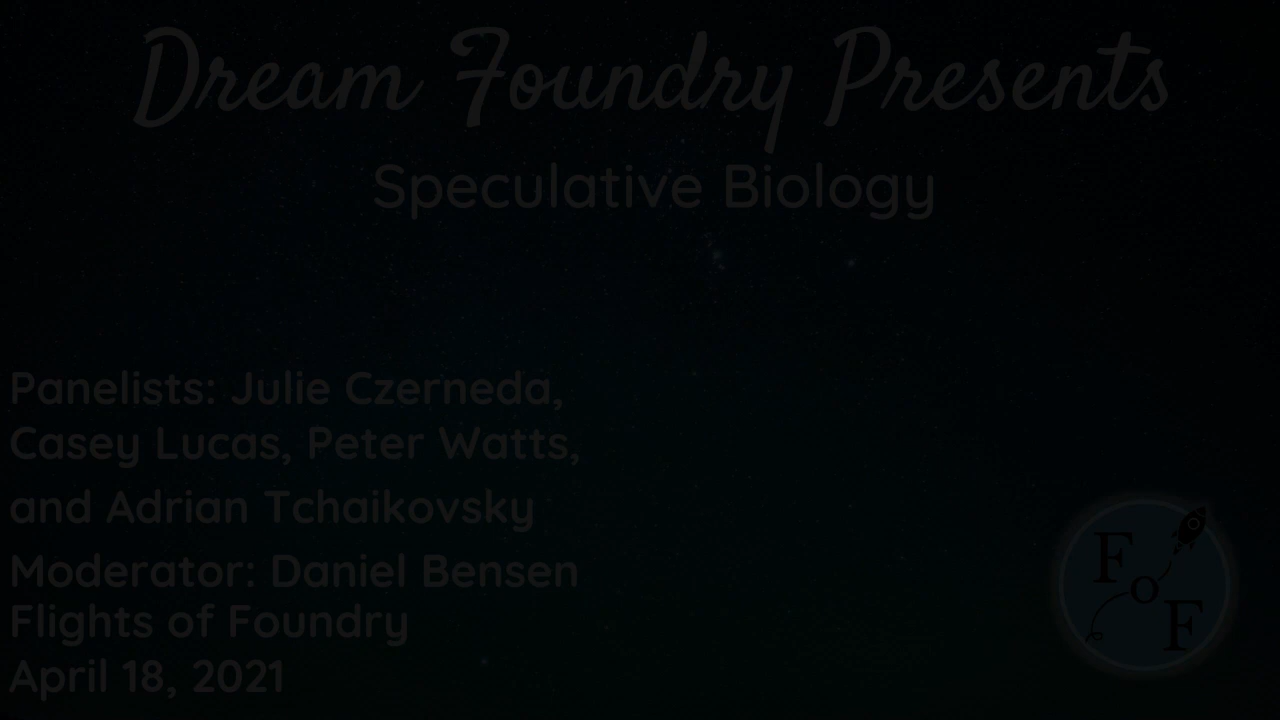 Dream Foundry Presents
Speculative Biology
Panelists: Julie Czerneda,
Casey Lucas, Peter Watts,
and Adrian Tchaikovsky
Moderator: Daniel Bensen
Flights of Foundry
April 18, 2021
F
o
F